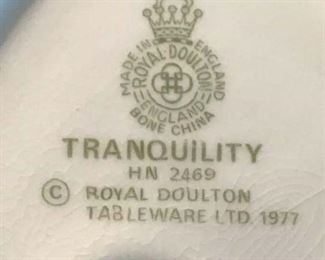 MADE IN ENGLAND
ROYAL DOULTON
ENGLAND
BONE CHINA
TRANQUILITY
HN 2469
© ROYAL DOULTON
TABLEWARE LTD. 1977